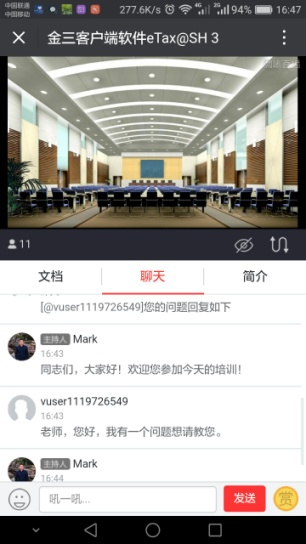 中国联通
中国移动
277.6K/s 4G 2G 94% 16:47
金三客户端软件eTax@SH 3
11
文档 聊天 简介
[@vuser1119726549]您的问题回复如下
主持人 Mark
16:43
同志们，大家好！欢迎您参加今天的培训！
vuser1119726549
16:43
老师，您好，我有一个问题想请教您。
主持人 Mark
16:44
吼一吼... 发送 赏